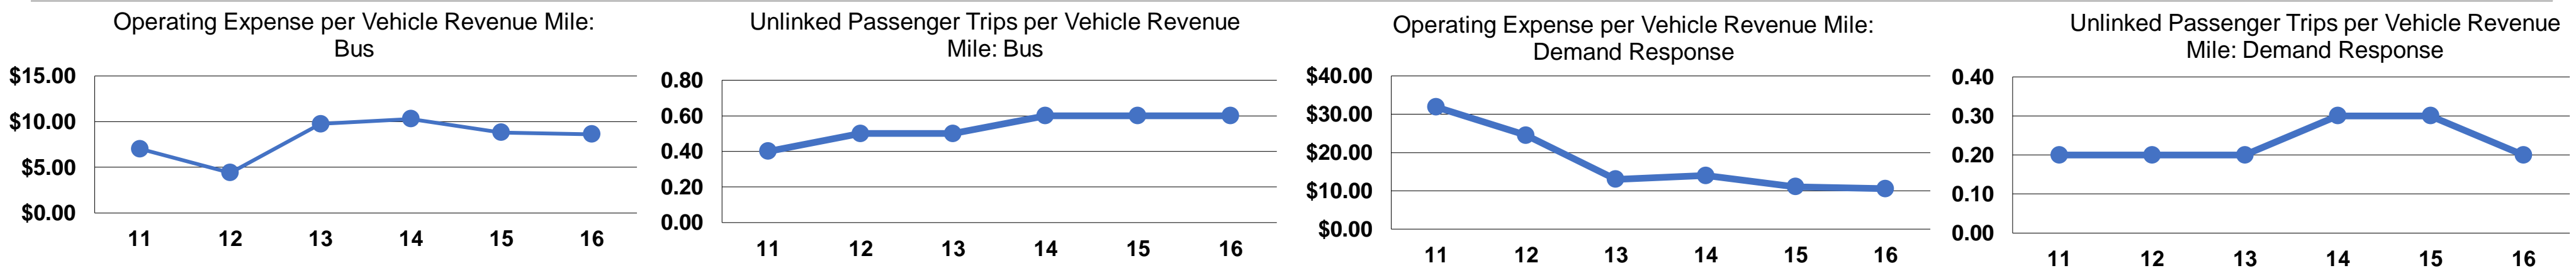 Operating Expense per Vehicle Revenue Mile:
Bus
$15.00
$10.00
$5.00
$0.00
11 12 13 14 15 16
Unlinked Passenger Trips per Vehicle Revenue
Mile: Bus
0.80
0.60
0.40
0.20
0.00
11 12 13 14 15 16
Operating Expense per Vehicle Revenue Mile:
Demand Response
$40.00
$30.00
$20.00
$10.00
$0.00
11 12 13 14 15 16
Unlinked Passenger Trips per Vehicle Revenue
Mile: Demand Response
0.40
0.30
0.20
0.10
0.00
11 12 13 14 15 16